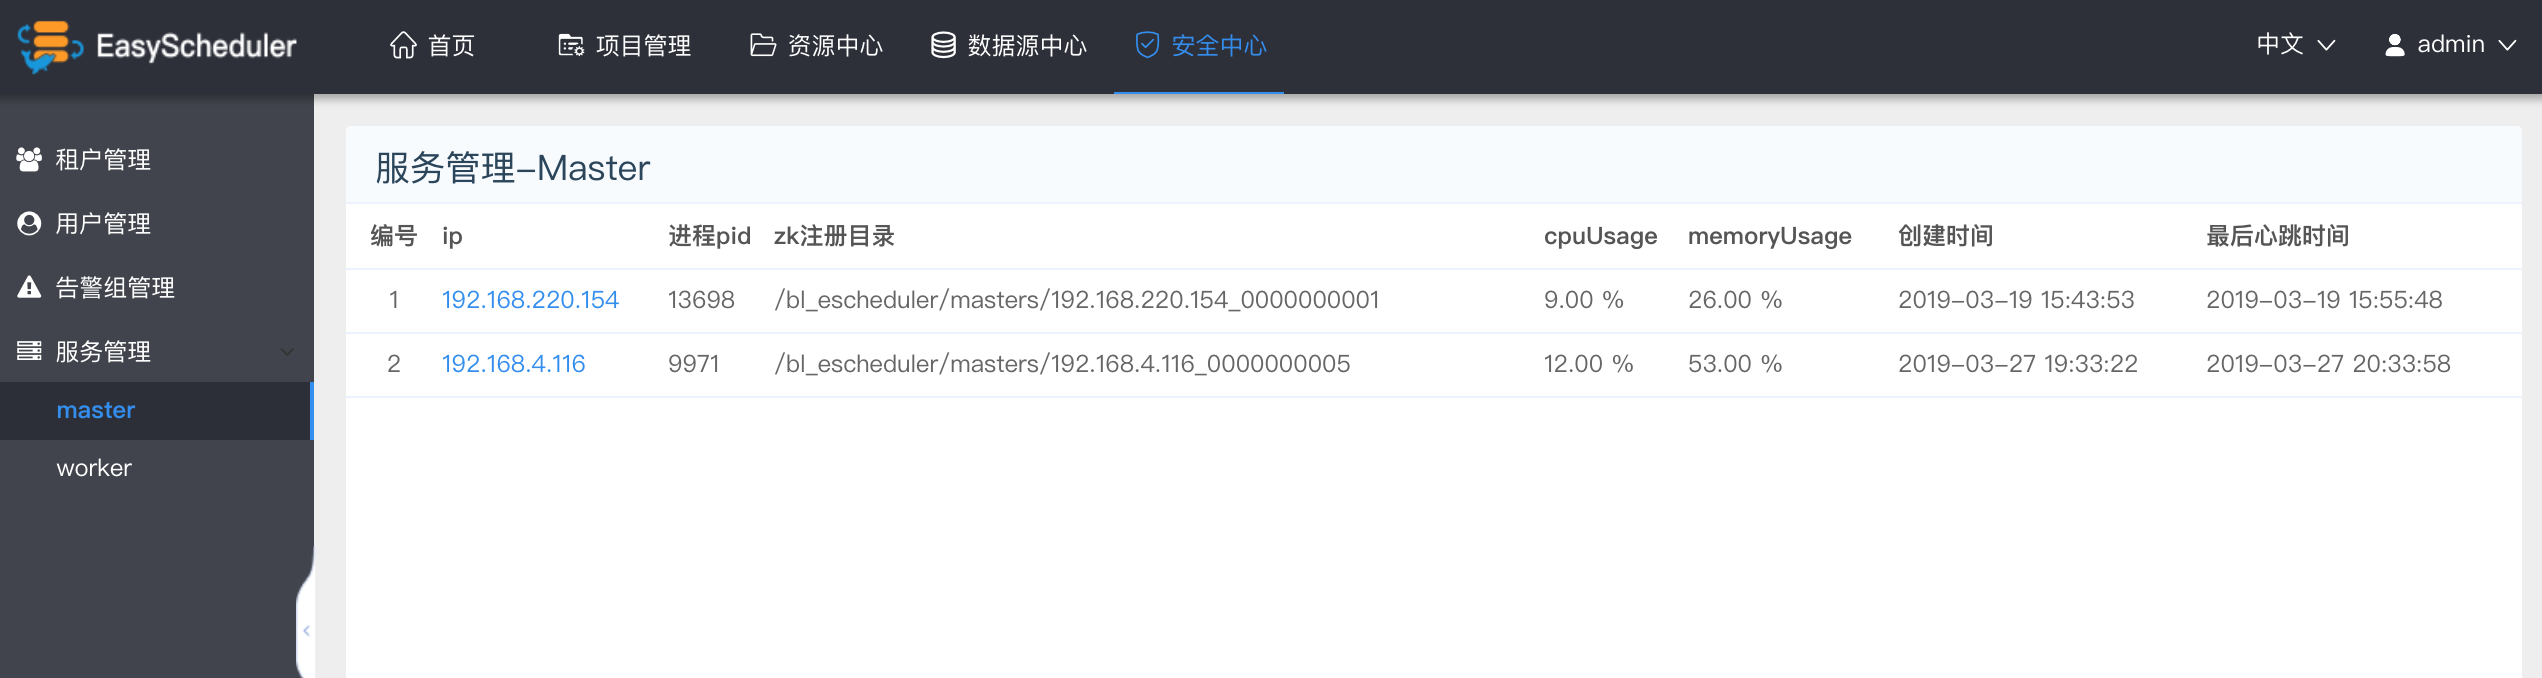 EasyScheduler 首页 项目管理 资源中心 数据源中心 安全中心 中文 admin
租户管理
用户管理
告警组管理
服务管理
master
worker
服务管理-Master
编号 ip 进程pid zk注册目录 cpuUsage memoryUsage 创建时间 最后心跳时间
1 192.168.220.154 13698 /bl_escheduler/masters/192.168.220.154_0000000001 9.00 % 26.00 % 2019-03-19 15:43:53 2019-03-19 15:55:48
2 192.168.4.116 9971 /bl_escheduler/masters/192.168.4.116_0000000005 12.00 % 53.00 % 2019-03-27 19:33:22 2019-03-27 20:33:58